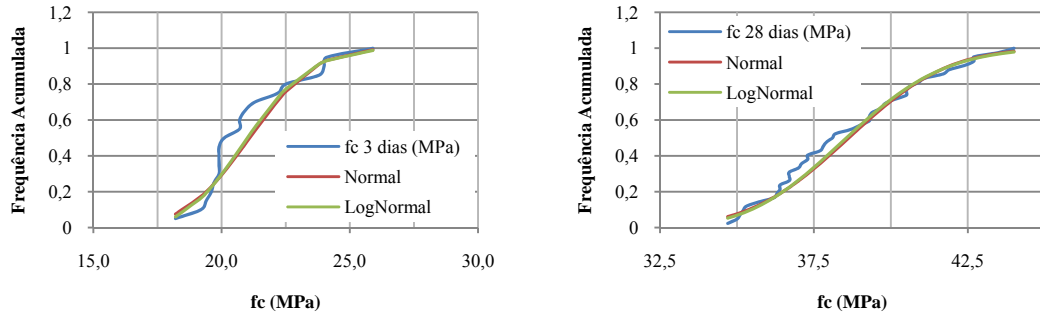 1,2
1
0,8
0,6
0,4
0,2
0
Frequência Acumulada
fc 3 dias (MPa)
Normal
LogNormal
15,0 20,0 25,0 30,0
fc (MPa)
1,2
1
0,8
0,6
0,4
0,2
0
Frequência Acumulada
fc 28 dias (MPa)
Normal
LogNormal
32,5 37,5 42,5
fc (MPa)